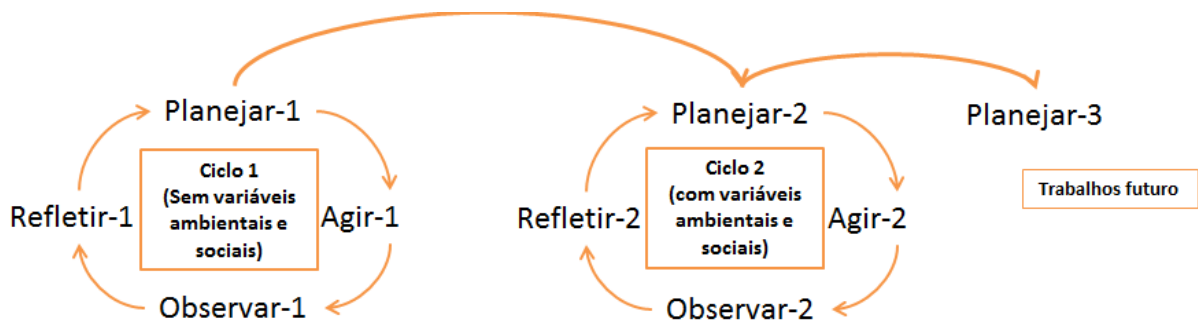 Planejar-1
Planejar-2
Planejar-3
Ciclo 1
(Sem variáveis
ambientais e
sociais)
Refletir-1
Agir-1
Observar-1
Ciclo 2
(com variáveis
ambientais e
sociais)
Refletir-2
Agir-2
Observar-2
Trabalhos futuro